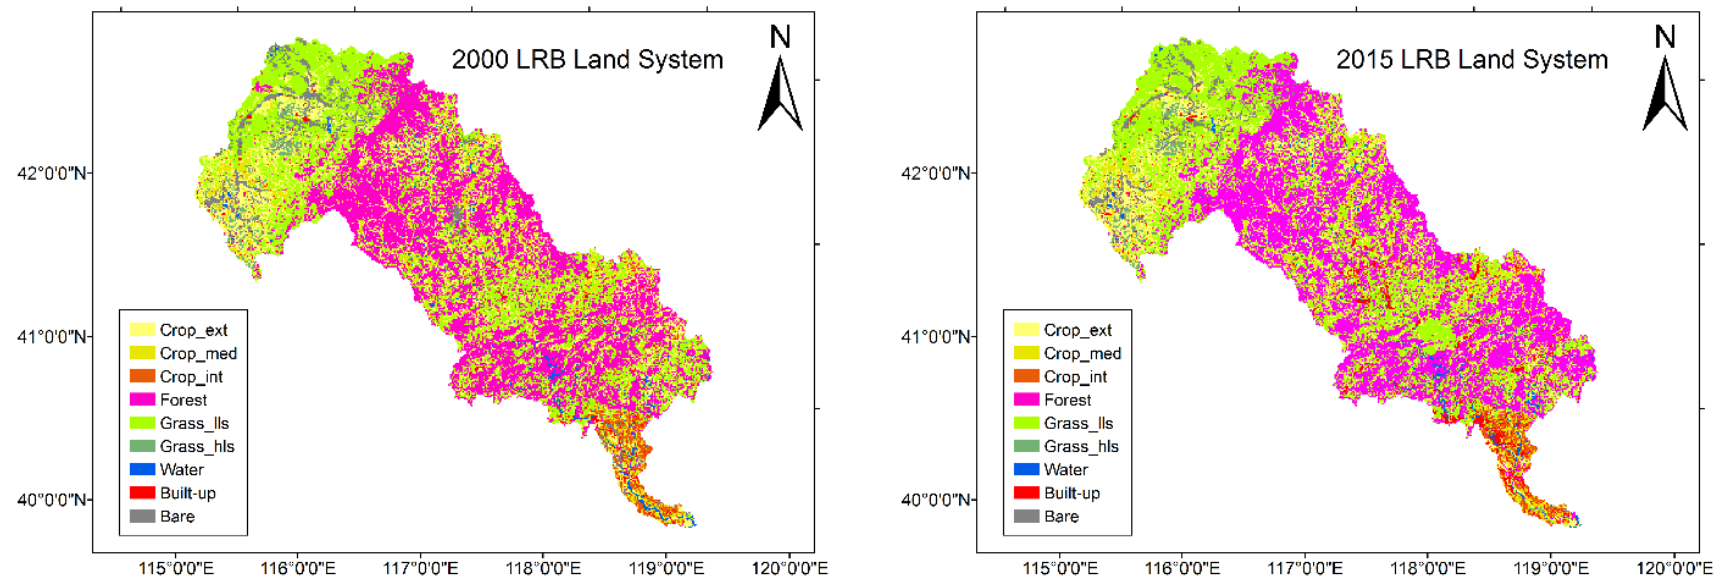 2000 LRB Land System
N
42°0'0"N
41°0'0"N
40°0'0"N
Crop_ext
Crop_med
Crop_int
Forest
Grass_lls
Grass_hls
Water
Built-up
Bare
115°0'0"E
116°0'0"E
117°0'0"E
118°0'0"E
119°0'0"E
120°0'0"E
2015 LRB Land System
N
42°0'0"N
41°0'0"N
40°0'0"N
Crop_ext
Crop_med
Crop_int
Forest
Grass_lls
Grass_hls
Water
Built-up
Bare
115°0'0"E
116°0'0"E
117°0'0"E
118°0'0"E
119°0'0"E
120°0'0"E